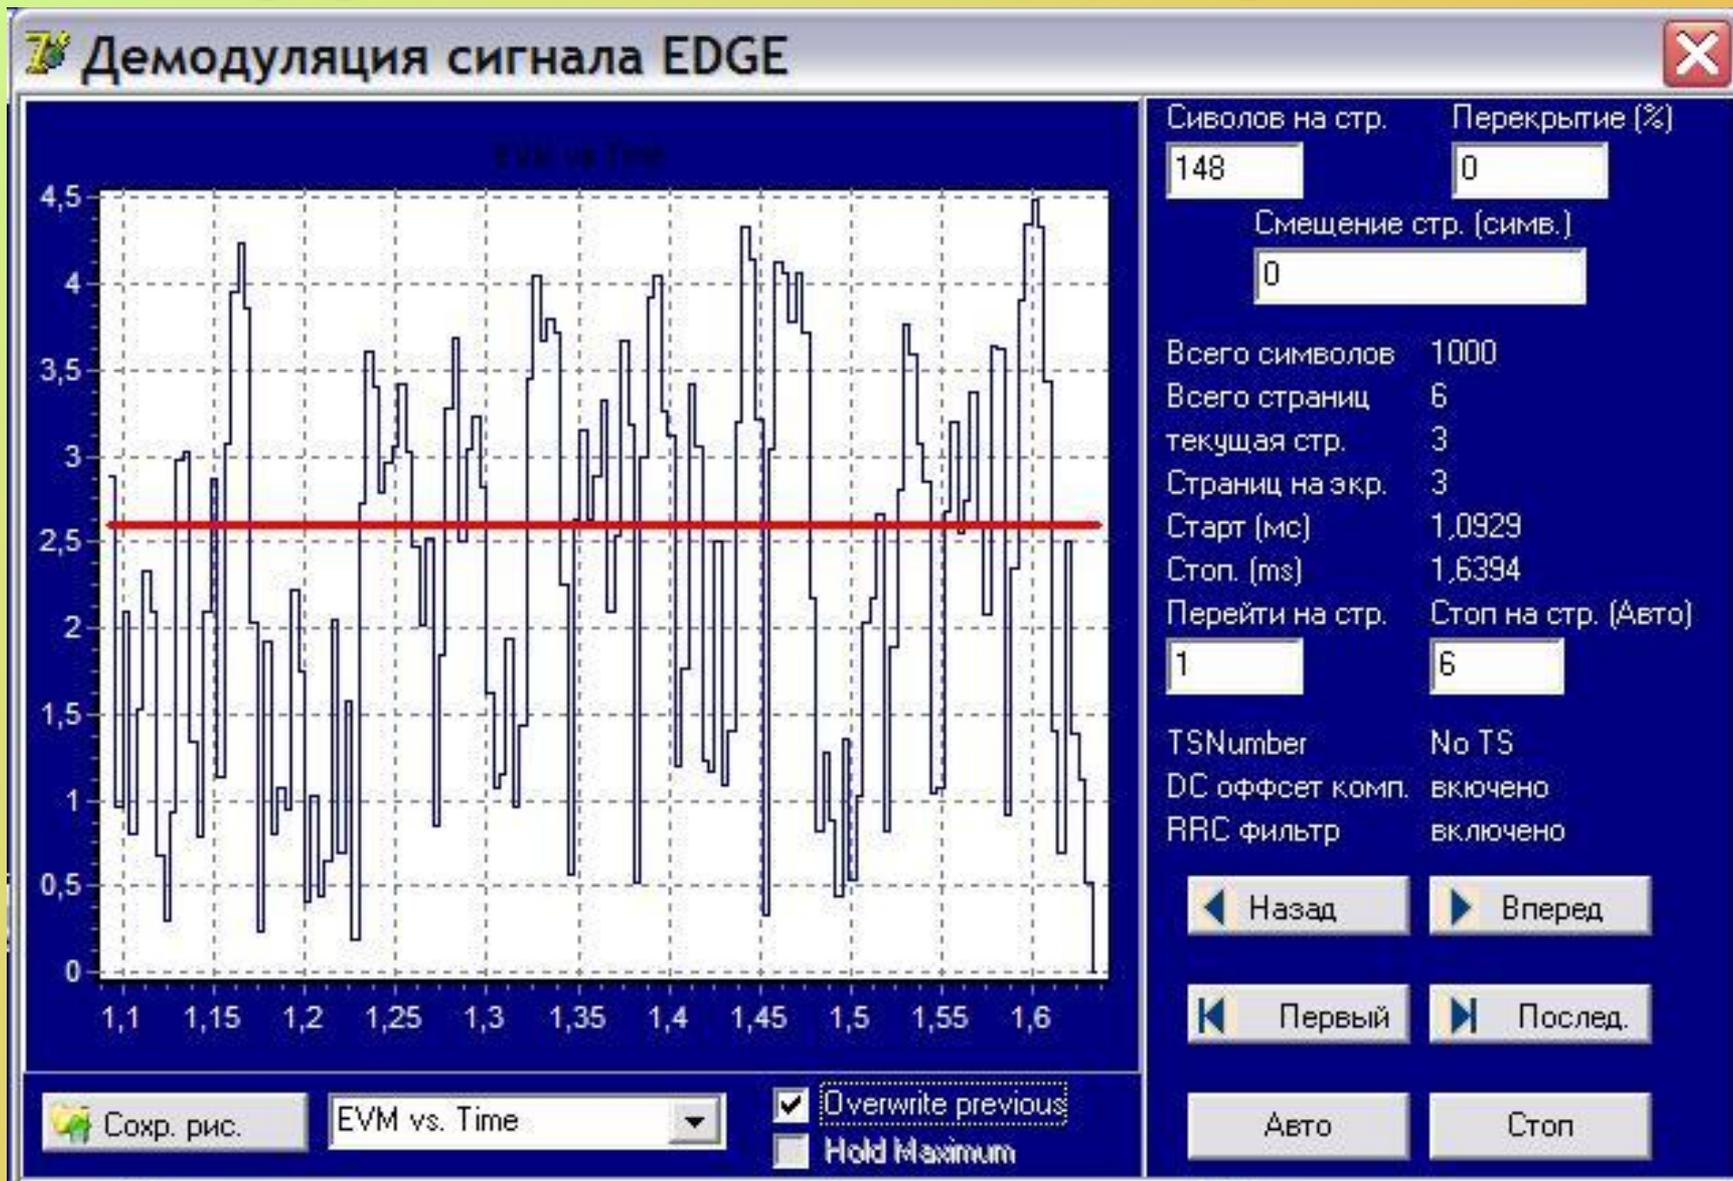 Демодуляция сигнала EDGE
EVM vs Time
4,5
4
3,5
3
2,5
2
1,5
1
0,5
0
1,1 1,15 1,2 1,25 1,3 1,35 1,4 1,45 1,5 1,55 1,6
Сохр. рис.
EVM vs. Time
Overwrite previous
Hold Maximum
Сиволов на стр. Перекрытие (%)
148 0
Смещение стр. (симв.)
0
Всего символов 1000
Всего страниц 6
текущая стр. 3
Страниц на экр. 3
Старт (мс) 1,0929
Стоп. (ms) 1,6394
Перейти на стр. Стоп на стр. (Авто)
1 6
TSNumber No TS
DC оффсет комп. вкючено
RRC фильтр включено
Назад Вперед
Первый Послед.
Авто Стоп